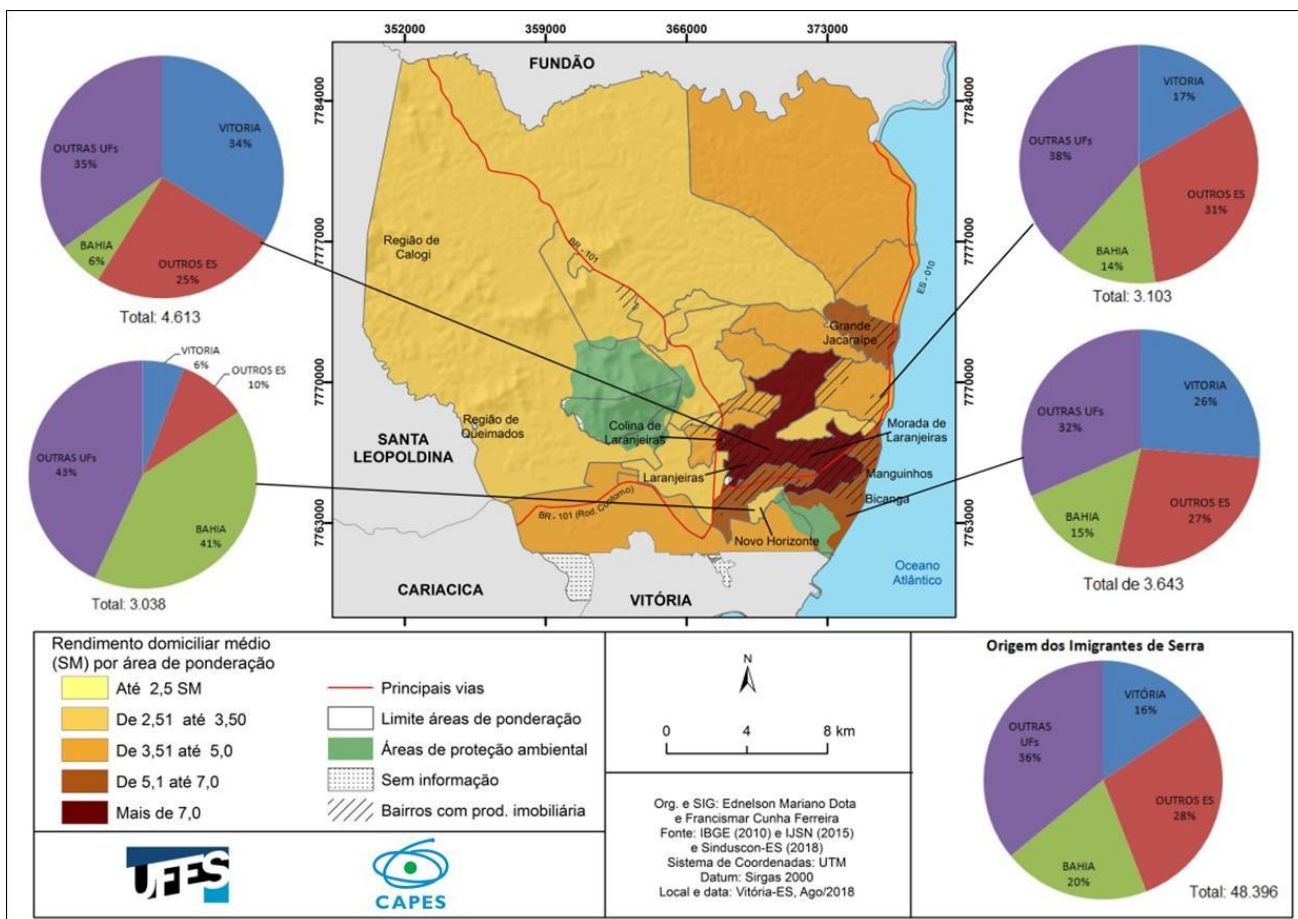 352000
359000
366000
373000
7784000
7784000
7777000
7777000
7770000
7770000
7763000
7763000
VITORIA
34%
OUTRAS UFs
35%
BAHIA
6%
OUTROS ES
25%
Total: 4.613
VITORIA
6%
OUTROS ES
10%
OUTRAS UFs
43%
BAHIA
41%
Total: 3.038
FUNDÃO
Região de
Calogi
BR - 101
ES - 010
Grande
Jacaraípe
Região de
Queimados
SANTA
LEOPOLDINA
Colina de
Laranjeiras
Morada de
Laranjeiras
Laranjeiras
Manguinhos
Bicanga
BR - 101 (Rod. Contorno)
Novo Horizonte
CARIACICA
VITÓRIA
Oceano
Atlântico
VITORIA
17%
OUTRAS UFs
38%
OUTROS ES
31%
BAHIA
14%
Total: 3.103
VITORIA
26%
OUTRAS UFs
32%
OUTROS ES
27%
BAHIA
15%
Total de 3.643
Rendimento domiciliar médio
(SM) por área de ponderação
Até 2,5 SM
De 2,51 até 3,50
De 3,51 até 5,0
De 5,1 até 7,0
Mais de 7,0
Principais vias
Limite áreas de ponderação
Áreas de proteção ambiental
Sem informação
Bairros com prod. imobiliária
UFES
CAPES
N
0 4 8 km
Org. e SIG: Ednelson Mariano Dota
e Francismar Cunha Ferreira
Fonte: IBGE (2010) e IJSN (2015)
e Sinduscon-ES (2018)
Sistema de Coordenadas: UTM
Datum: Sirgas 2000
Local e data: Vitória-ES, Ago/2018
Origem dos Imigrantes de Serra
VITÓRIA
16%
OUTRAS
UFs
36%
OUTROS ES
28%
BAHIA
20%
Total: 48.396